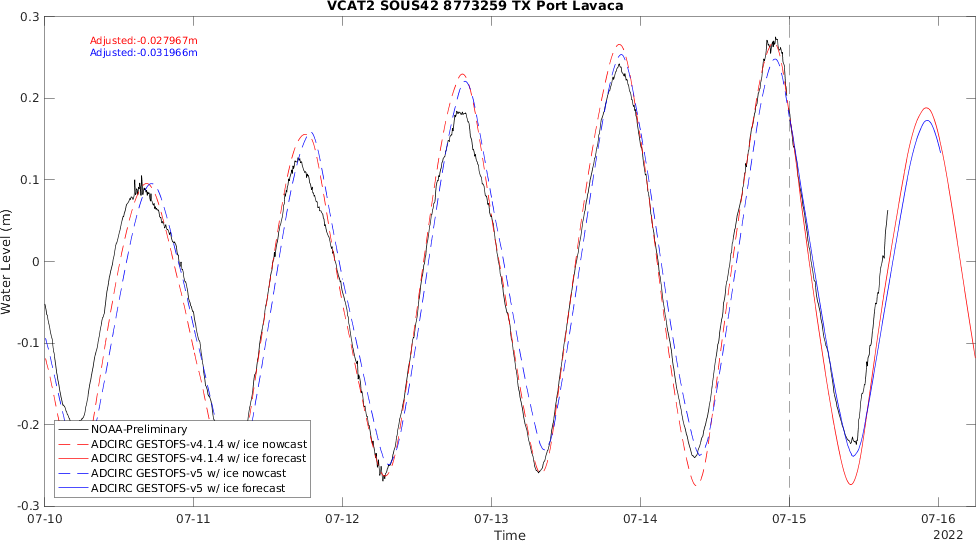 VCAT2 SOUS42 8773259 TX Port Lavaca
Adjusted:-0.027967m
Adjusted:-0.031966m
0.3
0.2
0.1
0
-0.1
-0.2
-0.3
Water Level (m)
NOAA-Preliminary
ADCIRC GESTOFS-v4.1.4 w/ ice nowcast
ADCIRC GESTOFS-v4.1.4 w/ ice forecast
ADCIRC GESTOFS-v5 w/ ice nowcast
ADCIRC GESTOFS-v5 w/ ice forecast
07-10 07-11 07-12 07-13 07-14 07-15 07-16
Time
2022